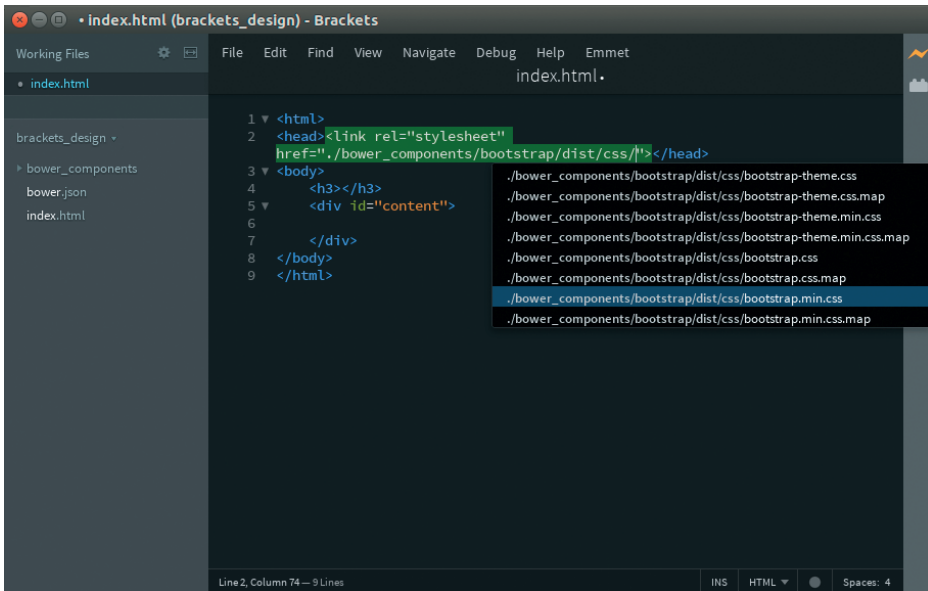 • index.html (brackets_design) - Brackets
Working Files
• index.html
brackets_design
bower_components
bower.json
index.html
File Edit Find View Navigate Debug Help Emmet
index.html •
1 <html>
2 <head><link rel="stylesheet"
href="./bower_components/bootstrap/dist/css/"></head>
3 <body>
4 <h3></h3>
5 <div id="content">
6
7 </div>
8 </body>
9 </html>
./bower_components/bootstrap/dist/css/bootstrap-theme.css
./bower_components/bootstrap/dist/css/bootstrap-theme.css.map
./bower_components/bootstrap/dist/css/bootstrap-theme.min.css
./bower_components/bootstrap/dist/css/bootstrap-theme.min.css.map
./bower_components/bootstrap/dist/css/bootstrap.css
./bower_components/bootstrap/dist/css/bootstrap.css.map
./bower_components/bootstrap/dist/css/bootstrap.min.css
./bower_components/bootstrap/dist/css/bootstrap.min.css.map
Line 2, Column 74 — 9 Lines
INS HTML Spaces: 4